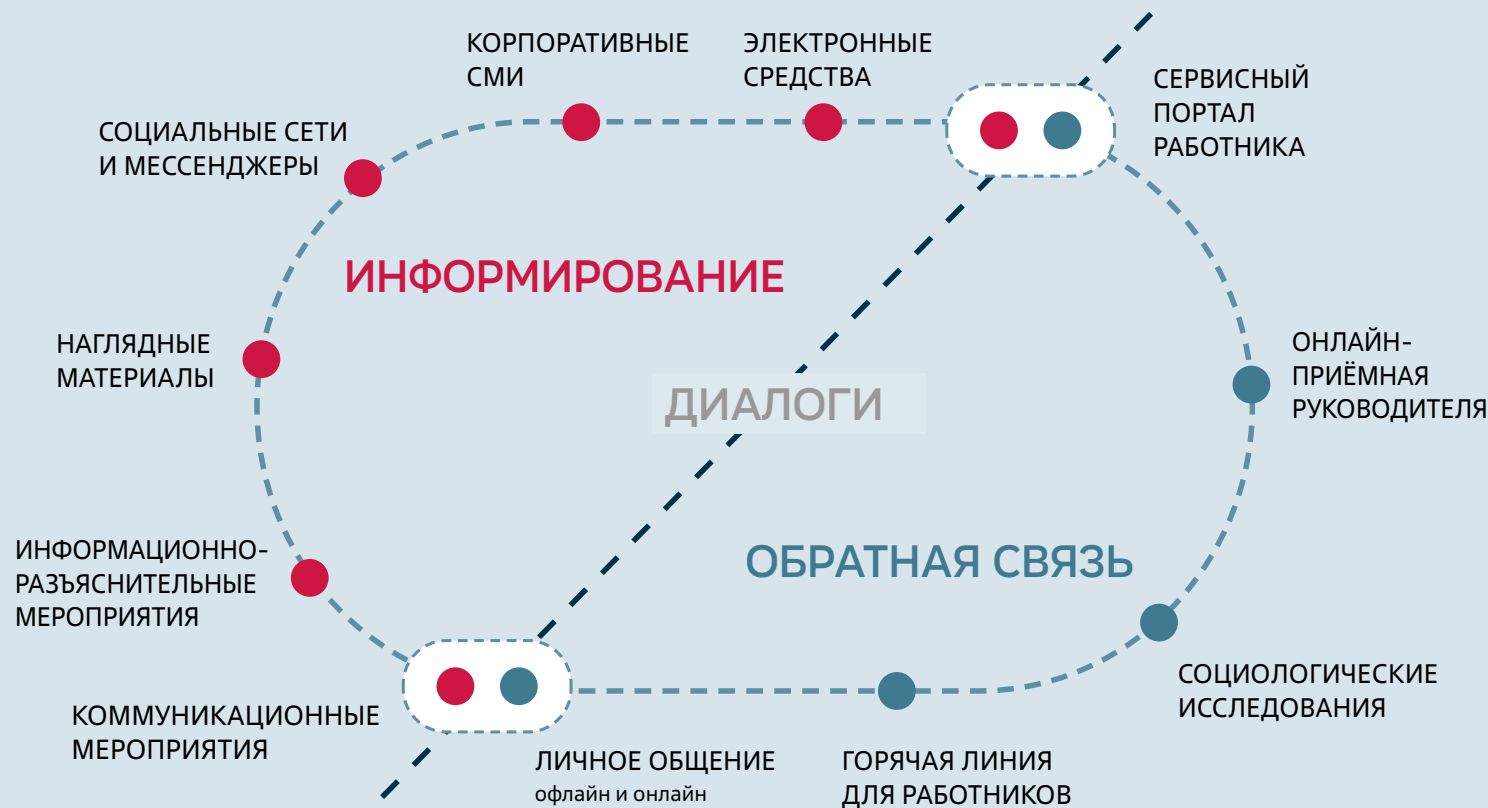 КОРПОРАТИВНЫЕ
СМИ
ЭЛЕКТРОННЫЕ
СРЕДСТВА
СЕРВИСНЫЙ
ПОРТАЛ
РАБОТНИКА
СОЦИАЛЬНЫЕ СЕТИ
И МЕССЕНДЖЕРЫ
ИНФОРМИРОВАНИЕ
НАГЛЯДНЫЕ
МАТЕРИАЛЫ
ДИАЛОГИ
ОНЛАЙН-
ПРИЁМНАЯ
РУКОВОДИТЕЛЯ
ИНФОРМАЦИОННО-
РАЗЪЯСНИТЕЛЬНЫЕ
МЕРОПРИЯТИЯ
ОБРАТНАЯ СВЯЗЬ
СОЦИОЛОГИЧЕСКИЕ
ИССЛЕДОВАНИЯ
КОММУНИКАЦИОННЫЕ
МЕРОПРИЯТИЯ
ЛИЧНОЕ ОБЩЕНИЕ
офлайн и онлайн
ГОРЯЧАЯ ЛИНИЯ
ДЛЯ РАБОТНИКОВ